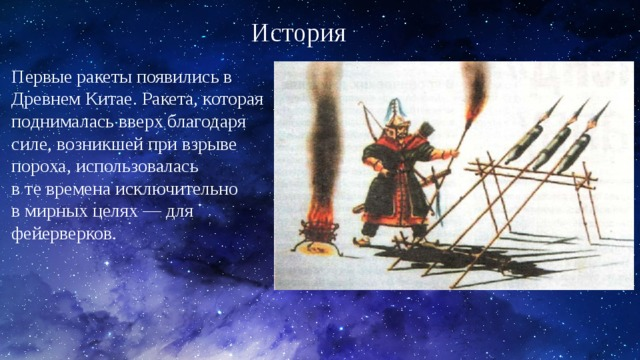 История
Первые ракеты появились в
Древнем Китае. Ракета, которая
поднималась вверх благодаря
силе, возникшей при взрыве
пороха, использовалась
в те времена исключительно
в мирных целях — для
фейерверков.